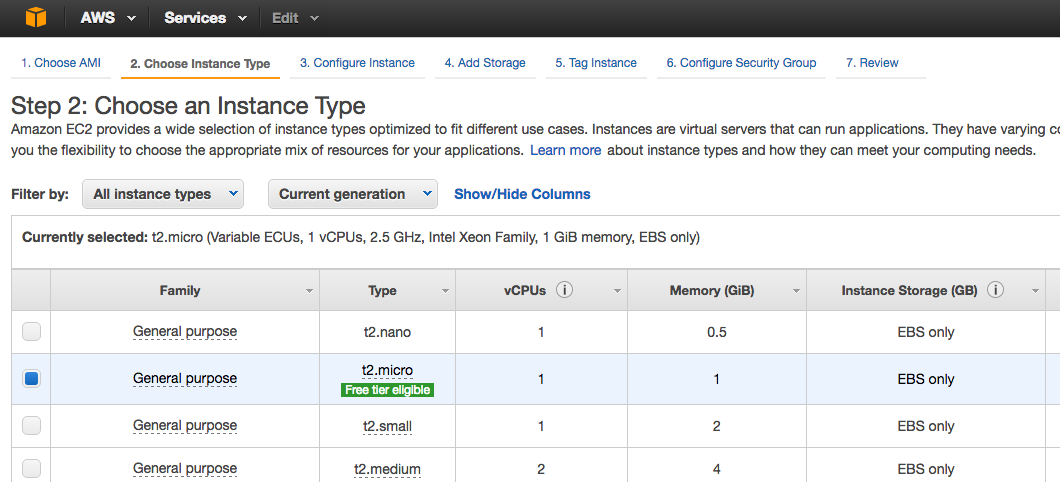 AWS Services Edit
1. Choose AMI 2. Choose Instance Type 3. Configure Instance 4. Add Storage 5. Tag Instance 6. Configure Security Group 7. Review
Step 2: Choose an Instance Type
Amazon EC2 provides a wide selection of instance types optimized to fit different use cases. Instances are virtual servers that can run applications. They have varying
you the flexibility to choose the appropriate mix of resources for your applications. Learn more about instance types and how they can meet your computing needs.
Filter by: All instance types Current generation Show/Hide Columns
Currently selected: t2.micro (Variable ECUs, 1 vCPUs, 2.5 GHz, Intel Xeon Family, 1 GiB memory, EBS only)
Family Type vCPUs i Memory (GiB) Instance Storage (GB) i
General purpose t2.nano 1 0.5 EBS only
General purpose t2.micro 1 1 EBS only
Free tier eligible
General purpose t2.small 1 2 EBS only
General purpose t2.medium 2 4 EBS only